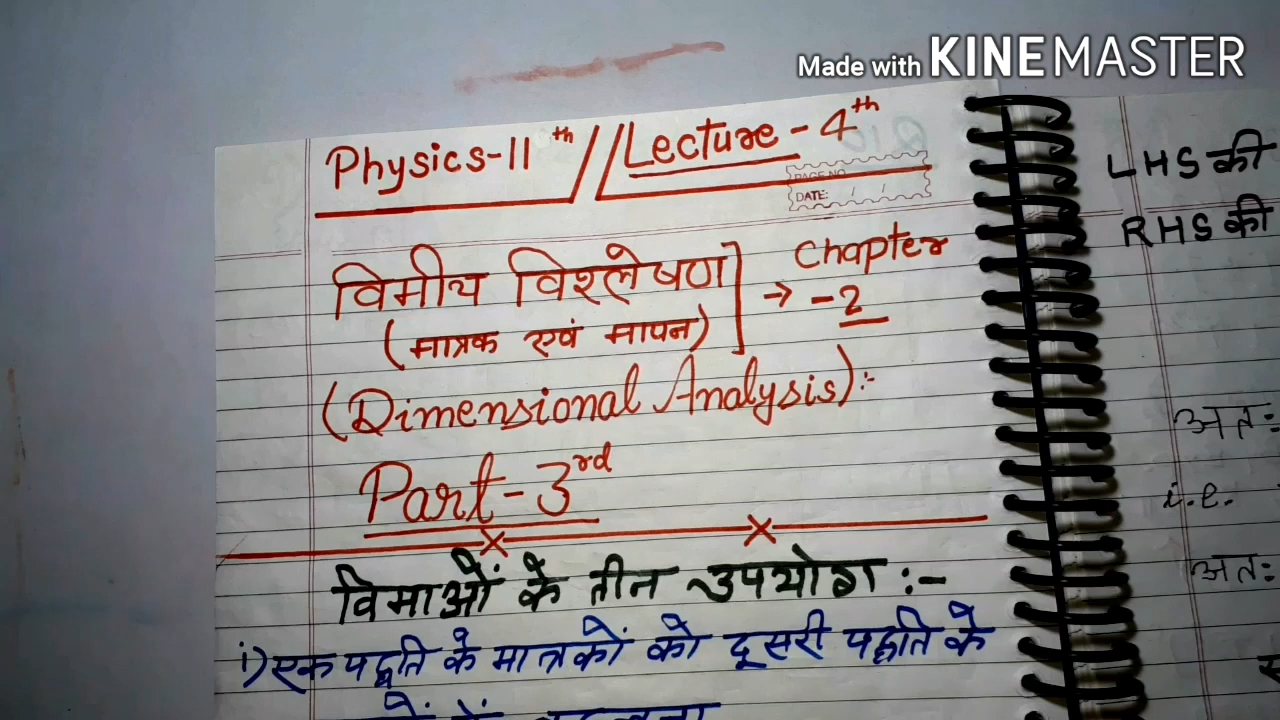 Made with KINEMASTER
Physics-11th // Lecture - 4th
PAGE NO.
DATE: / /
विमीय विश्लेषण ] → Chapter - 2
(मात्रक एवं मापन)
(Dimensional Analysis):-
Part - 3rd
विमाओं के तीन उपयोग :-
i) एक पद्धति के मात्रकों को दूसरी पद्धति के
LHS की
RHS की
अतः
i.e.
अतः